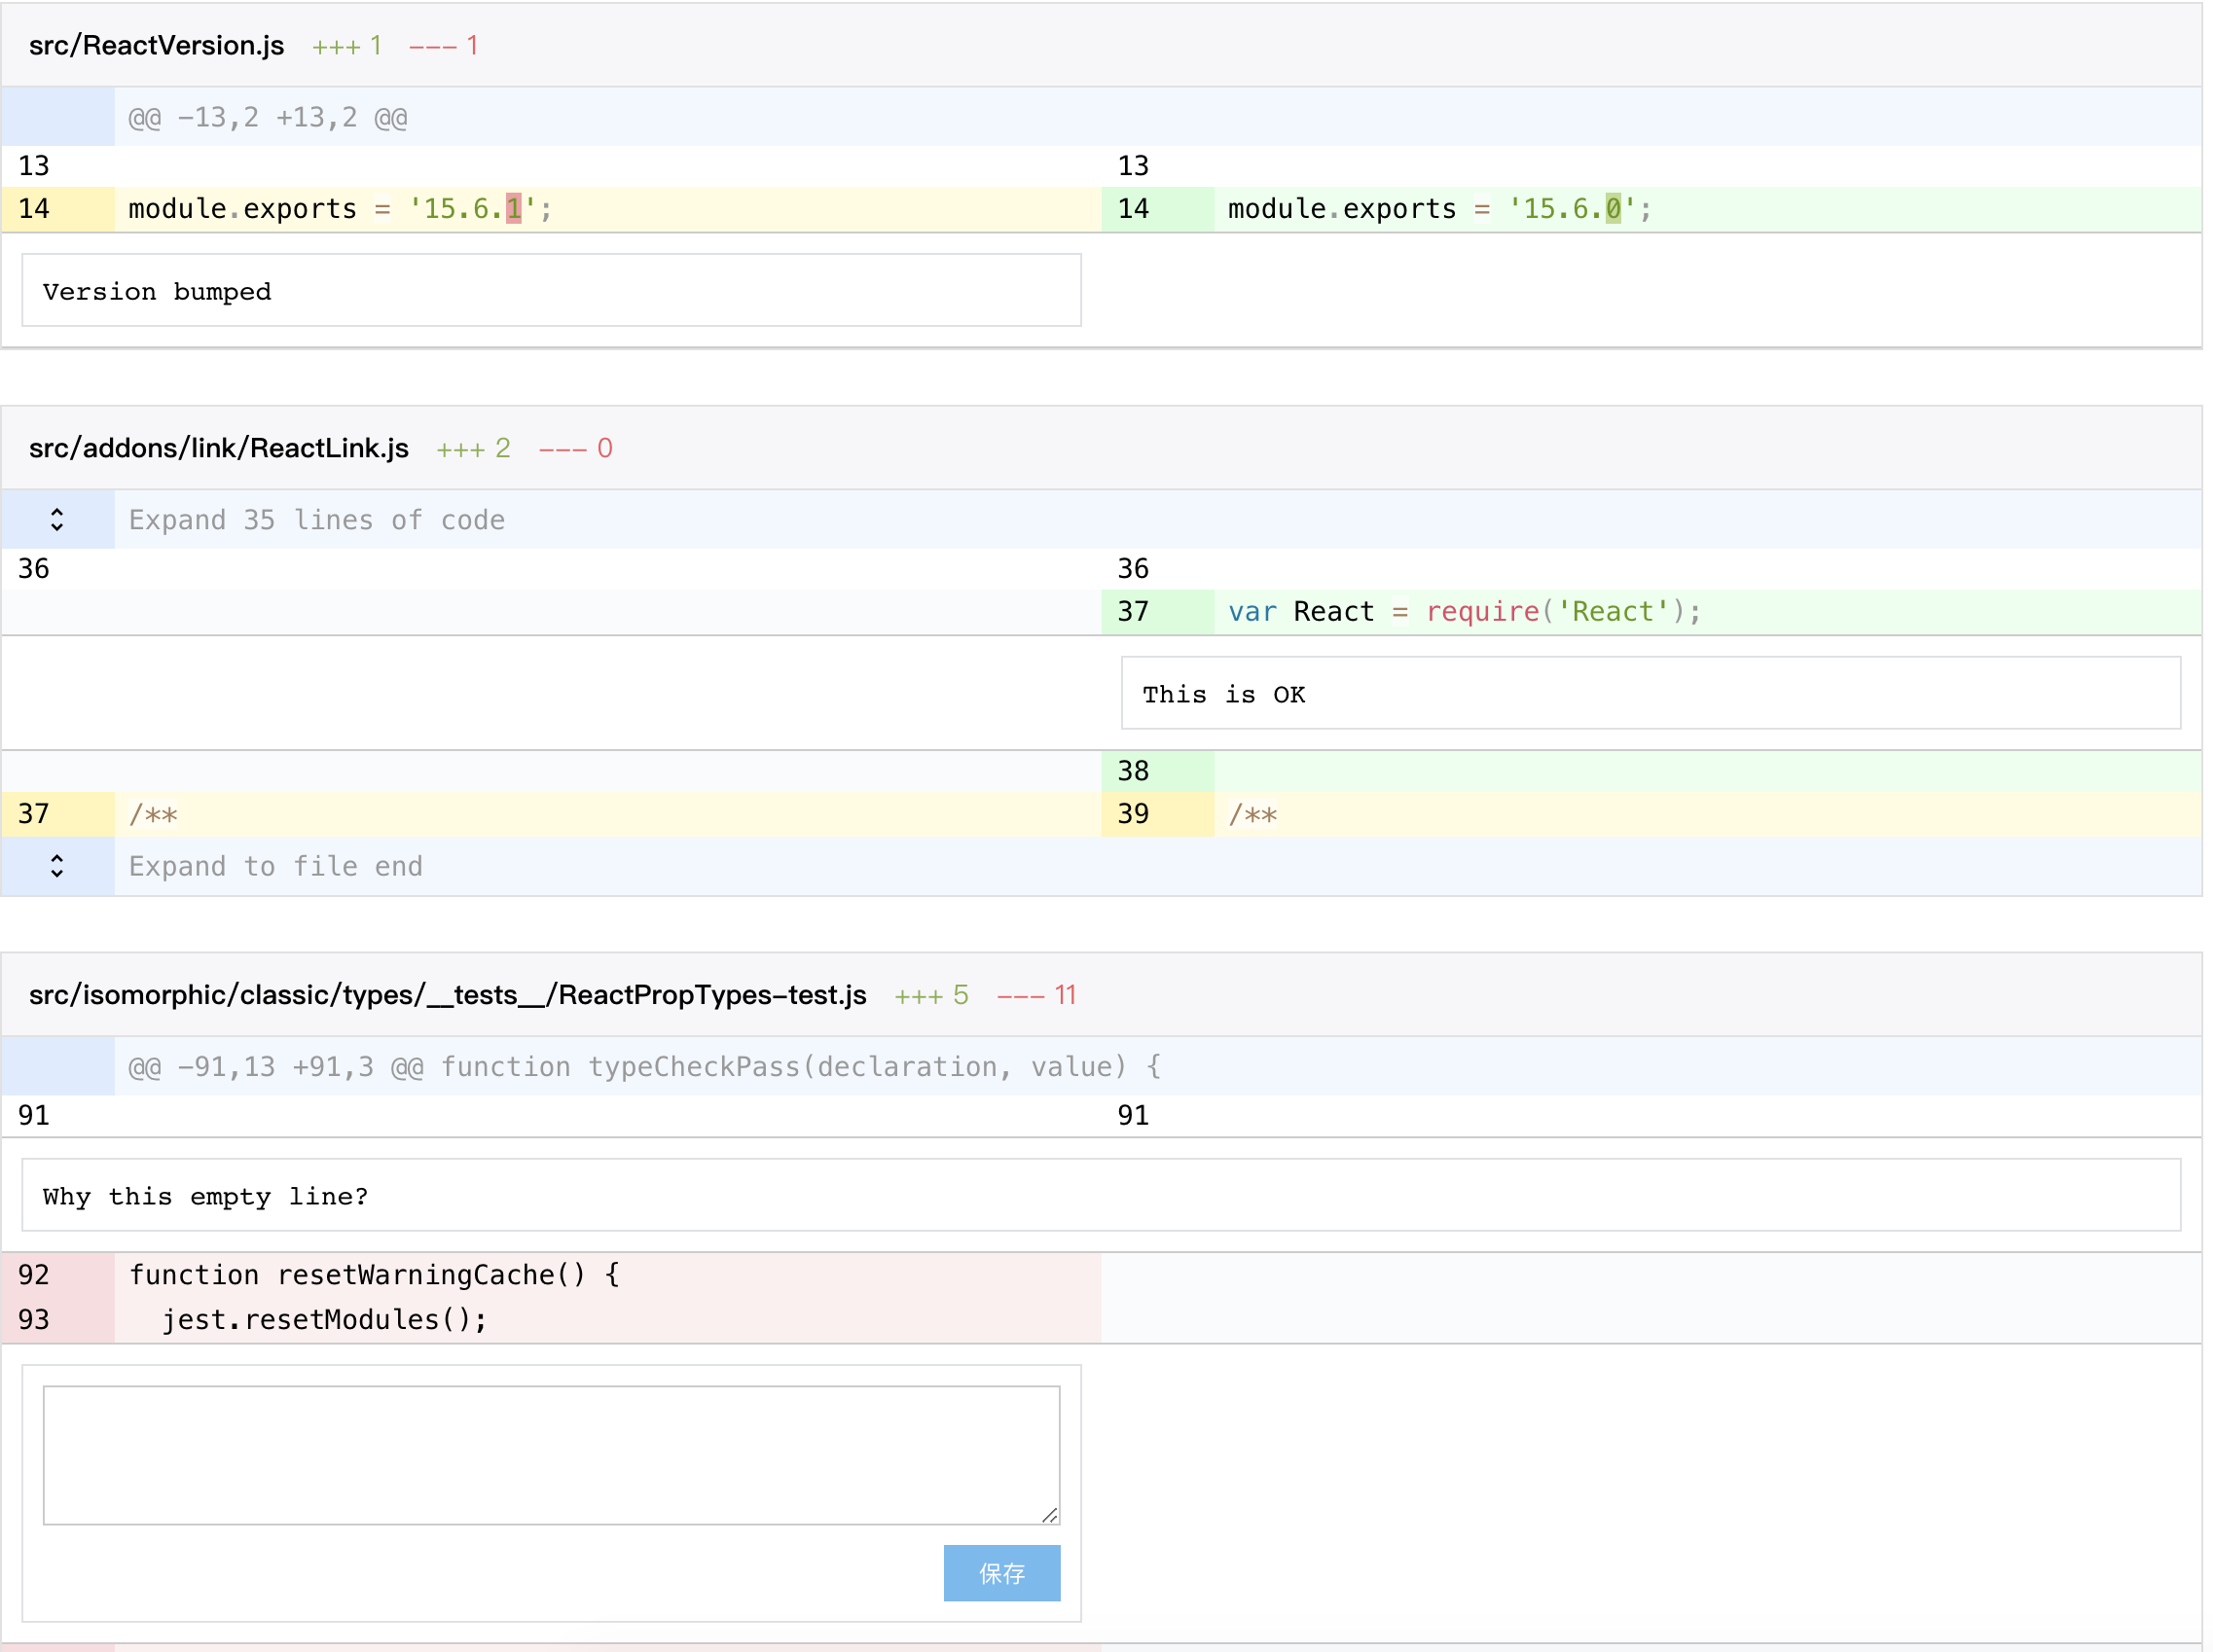 src/ReactVersion.js +++ 1 --- 1
@@ -13,2 +13,2 @@
13 13
14 module.exports = '15.6.1'; 14 module.exports = '15.6.0';
Version bumped
src/addons/link/ReactLink.js +++ 2 --- 0
Expand 35 lines of code
36 36
37 var React = require('React');
This is OK
38
37 /** 39 /**
Expand to file end
src/isomorphic/classic/types/__tests__/ReactPropTypes-test.js +++ 5 --- 11
@@ -91,13 +91,3 @@ function typeCheckPass(declaration, value) {
91 91
Why this empty line?
92 function resetWarningCache() {
93 jest.resetModules();
保存